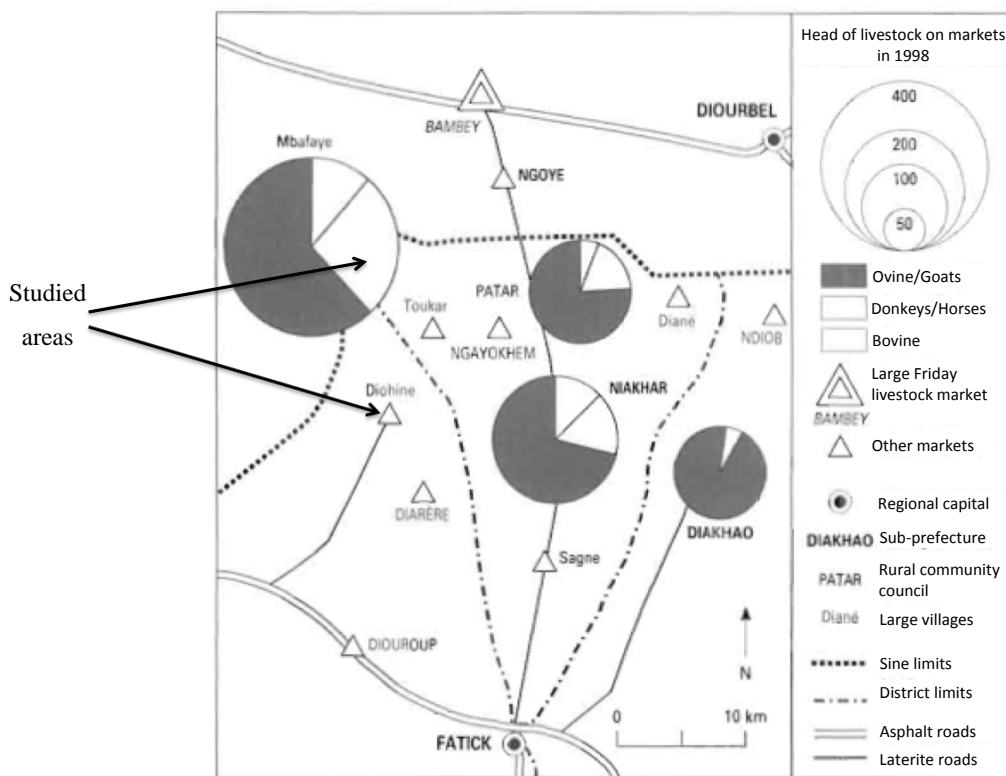 Studied
areas
BAMBEY
DIOURBEL
Mbafaye
NGOYE
PATAR
Toukar
NGAYOKHEM
Diané
NDIOB
Diohine
NIAKHAR
DIARÈRE
DIAKHAO
Sagne
DIOUROUP
FATICK
N
0 10 km
Head of livestock on markets
in 1998
400
200
100
50
Ovine/Goats
Donkeys/Horses
Bovine
Large Friday
livestock market
BAMBEY
Other markets
Regional capital
DIAKHAO Sub-prefecture
PATAR Rural community
council
Diané Large villages
Sine limits
District limits
Asphalt roads
Laterite roads